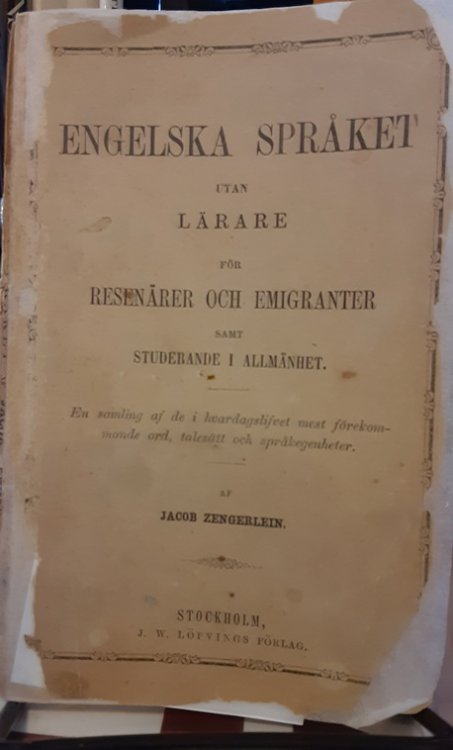 ENGELSKA SPRÅKET
UTAN
LÄRARE
FÖR
RESENÄRER OCH EMIGRANTER
SAMT
STUDERANDE I ALLMÄNHET.
En samling af de i hvardagslifvet mest förekom-
mande ord, talesätt och språkegenheter.
AF
JACOB ZENGERLEIN.
STOCKHOLM,
J. W. LÖFVINGS FÖRLAG.